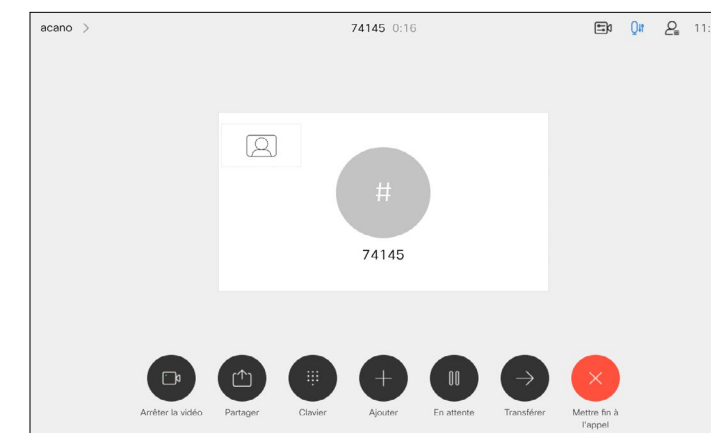 acano >
74145 0:16
11:
#
74145
Arrêter la vidéo
Partager
Clavier
Ajouter
En attente
Transférer
Mettre fin à
l'appel